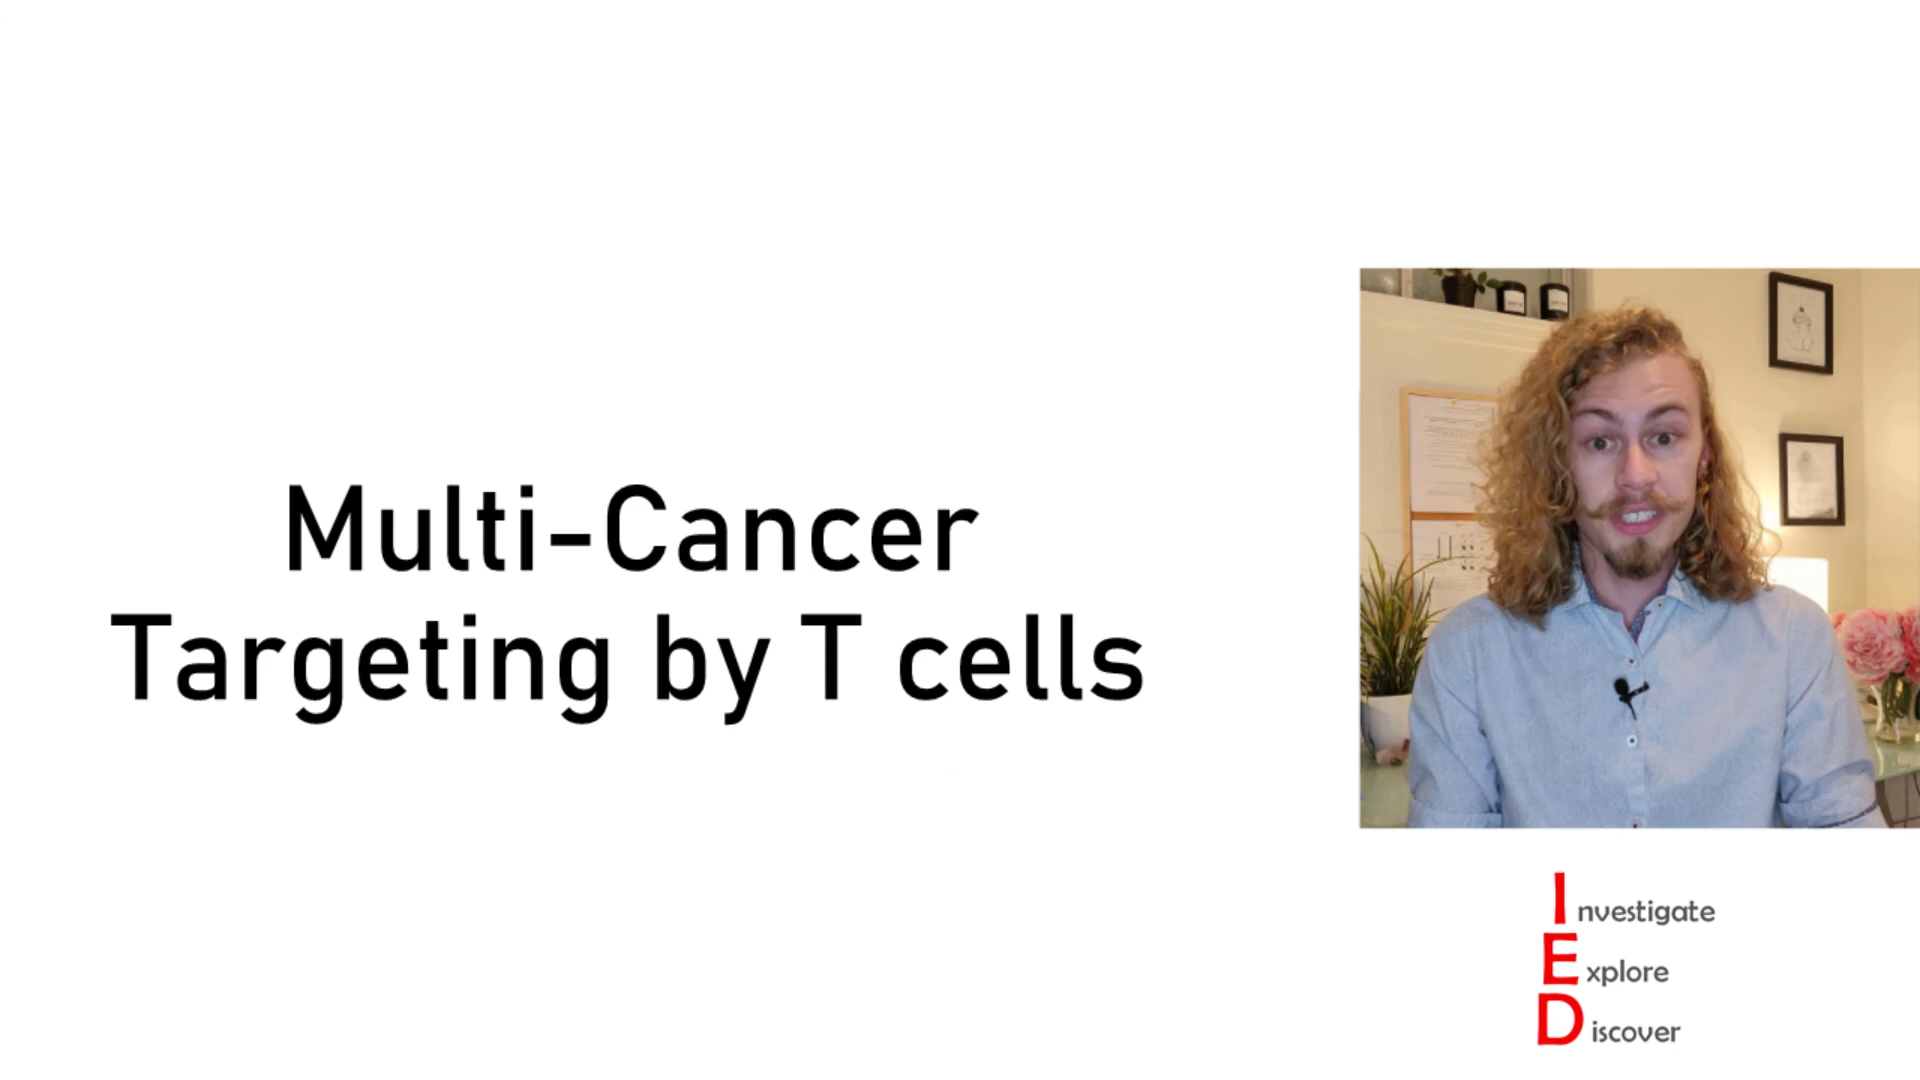 Multi-Cancer
Targeting by T cells
Investigate
Explore
Discover